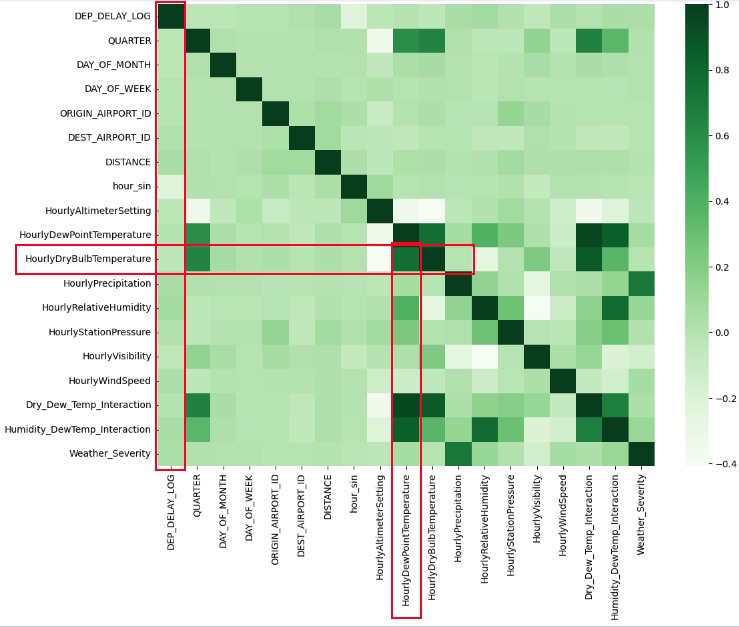 DEP_DELAY_LOG
QUARTER
DAY_OF_MONTH
DAY_OF_WEEK
ORIGIN_AIRPORT_ID
DEST_AIRPORT_ID
DISTANCE
hour_sin
HourlyAltimeterSetting
HourlyDewPointTemperature
HourlyDryBulbTemperature
HourlyPrecipitation
HourlyRelativeHumidity
HourlyStationPressure
HourlyVisibility
HourlyWindSpeed
Dry_Dew_Temp_Interaction
Humidity_DewTemp_Interaction
Weather_Severity
DEP_DELAY_LOG
QUARTER
DAY_OF_MONTH
DAY_OF_WEEK
ORIGIN_AIRPORT_ID
DEST_AIRPORT_ID
DISTANCE
hour_sin
HourlyAltimeterSetting
HourlyDewPointTemperature
HourlyDryBulbTemperature
HourlyPrecipitation
HourlyRelativeHumidity
HourlyStationPressure
HourlyVisibility
HourlyWindSpeed
Dry_Dew_Temp_Interaction
Humidity_DewTemp_Interaction
Weather_Severity
1.0
0.8
0.6
0.4
0.2
0.0
−0.2
−0.4